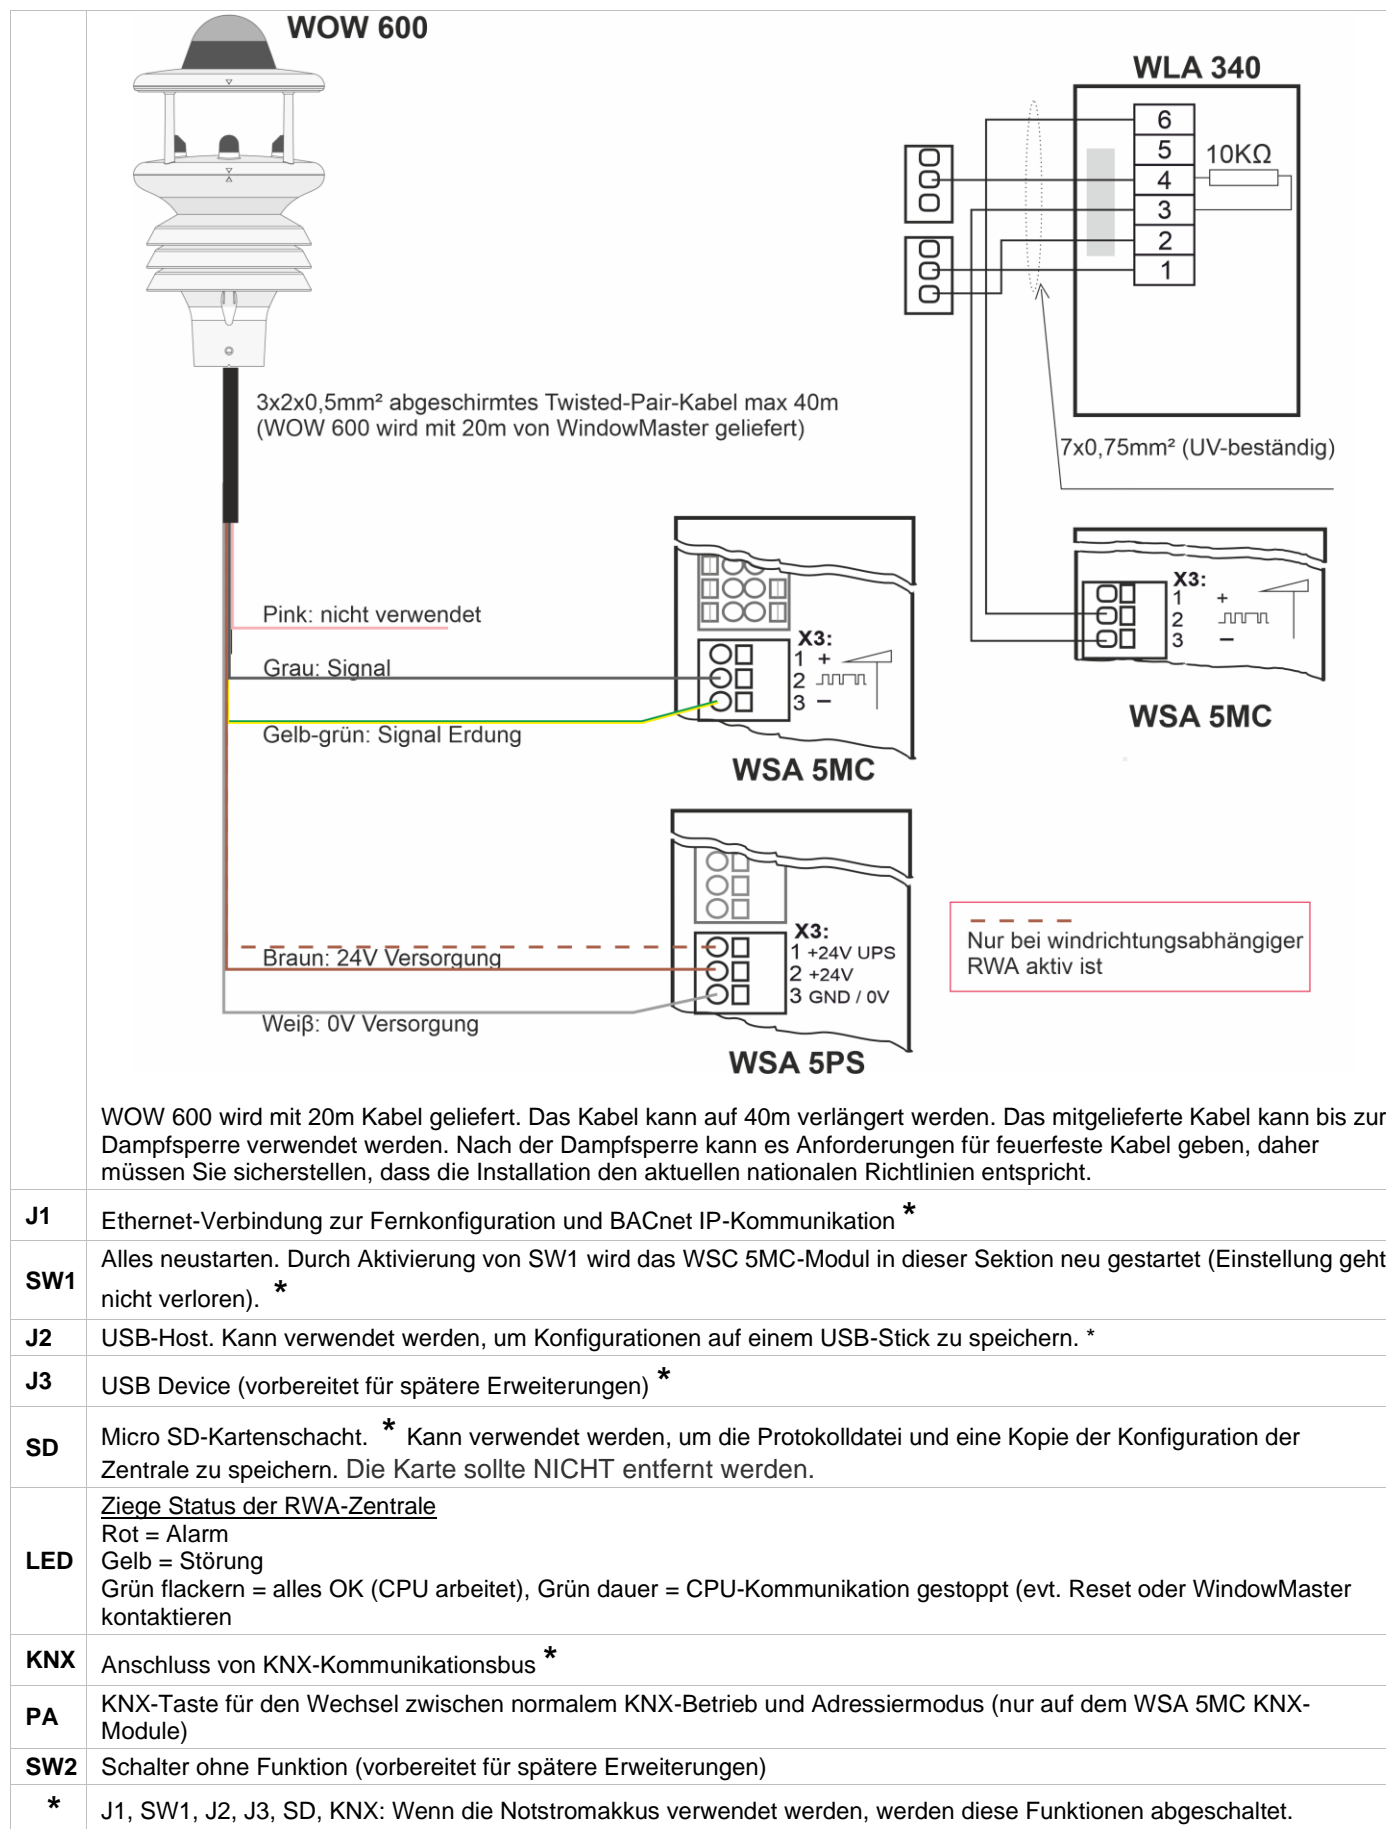 WOW 600
WLA 340
6
5
4
3
2
1
10KΩ
3x2x0,5mm² abgeschirmtes Twisted-Pair-Kabel max 40m
(WOW 600 wird mit 20m von WindowMaster geliefert)
7x0,75mm² (UV-beständig)
Pink: nicht verwendet
Grau: Signal
Gelb-grün: Signal Erdung
X3:
1 +
2
3 –
WSA 5MC
X3:
1 +
2
3 –
WSA 5MC
Braun: 24V Versorgung
Weiβ: 0V Versorgung
X3:
1 +24V UPS
2 +24V
3 GND / 0V
WSA 5PS
Nur bei windrichtungsabhängiger
RWA aktiv ist
WOW 600 wird mit 20m Kabel geliefert. Das Kabel kann auf 40m verlängert werden. Das mitgelieferte Kabel kann bis zur
Dampfsperre verwendet werden. Nach der Dampfsperre kann es Anforderungen für feuerfeste Kabel geben, daher
müssen Sie sicherstellen, dass die Installation den aktuellen nationalen Richtlinien entspricht.
J1 Ethernet-Verbindung zur Fernkonfiguration und BACnet IP-Kommunikation *
SW1 Alles neustarten. Durch Aktivierung von SW1 wird das WSC 5MC-Modul in dieser Sektion neu gestartet (Einstellung geht
nicht verloren). *
J2 USB-Host. Kann verwendet werden, um Konfigurationen auf einem USB-Stick zu speichern. *
J3 USB Device (vorbereitet für spätere Erweiterungen) *
SD Micro SD-Kartenschacht. * Kann verwendet werden, um die Protokolldatei und eine Kopie der Konfiguration der
Zentrale zu speichern. Die Karte sollte NICHT entfernt werden.
LED Ziege Status der RWA-Zentrale
Rot = Alarm
Gelb = Störung
Grün flackern = alles OK (CPU arbeitet), Grün dauer = CPU-Kommunikation gestoppt (evt. Reset oder WindowMaster
kontaktieren
KNX Anschluss von KNX-Kommunikationsbus *
PA KNX-Taste für den Wechsel zwischen normalem KNX-Betrieb und Adressiermodus (nur auf dem WSA 5MC KNX-
Module)
SW2 Schalter ohne Funktion (vorbereitet für spätere Erweiterungen)
* J1, SW1, J2, J3, SD, KNX: Wenn die Notstromakkus verwendet werden, werden diese Funktionen abgeschaltet.